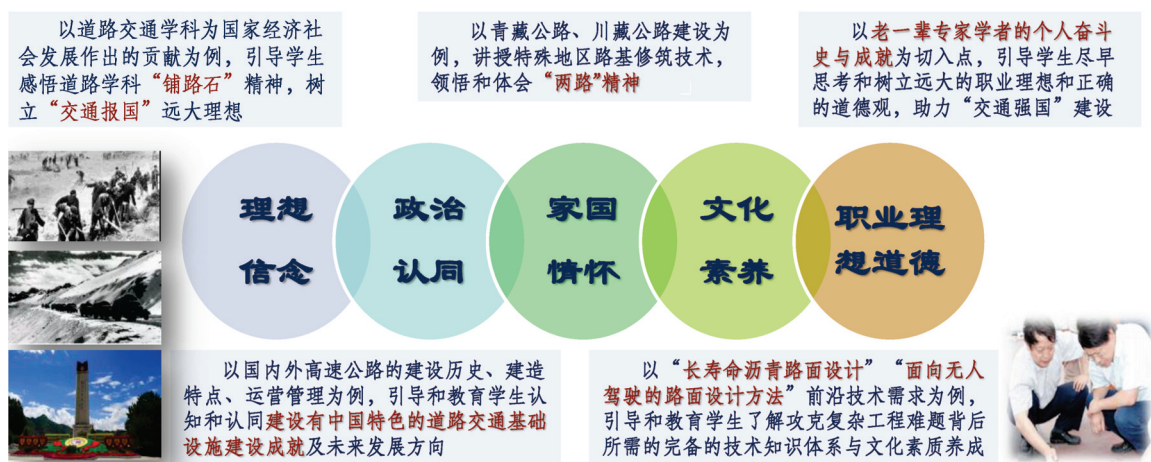 以道路交通学科为国家经济社
会发展作出的贡献为例，引导学生
感悟道路学科“铺路石”精神，树
立“交通报国”远大理想
以青藏公路、川藏公路建设为
例，讲授特殊地区路基修筑技术，
领悟和体会“两路”精神
以老一辈专家学者的个人奋斗
史与成就为切入点，引导学生尽早
思考和树立远大的职业理想和正确
的道德观，助力“交通强国”建设
理想
信念
政治
认同
家国
情怀
文化
素养
职业理
想道德
以国内外高速公路的建设历史、建造
特点、运营管理为例，引导和教育学生认
知和认同建设有中国特色的道路交通基础
设施建设成就及未来发展方向
以“长寿命沥青路面设计”“面向无人
驾驶的路面设计方法”前沿技术需求为例，
引导和教育学生了解攻克复杂工程难题背后
所需的完备的技术知识体系与文化素质养成